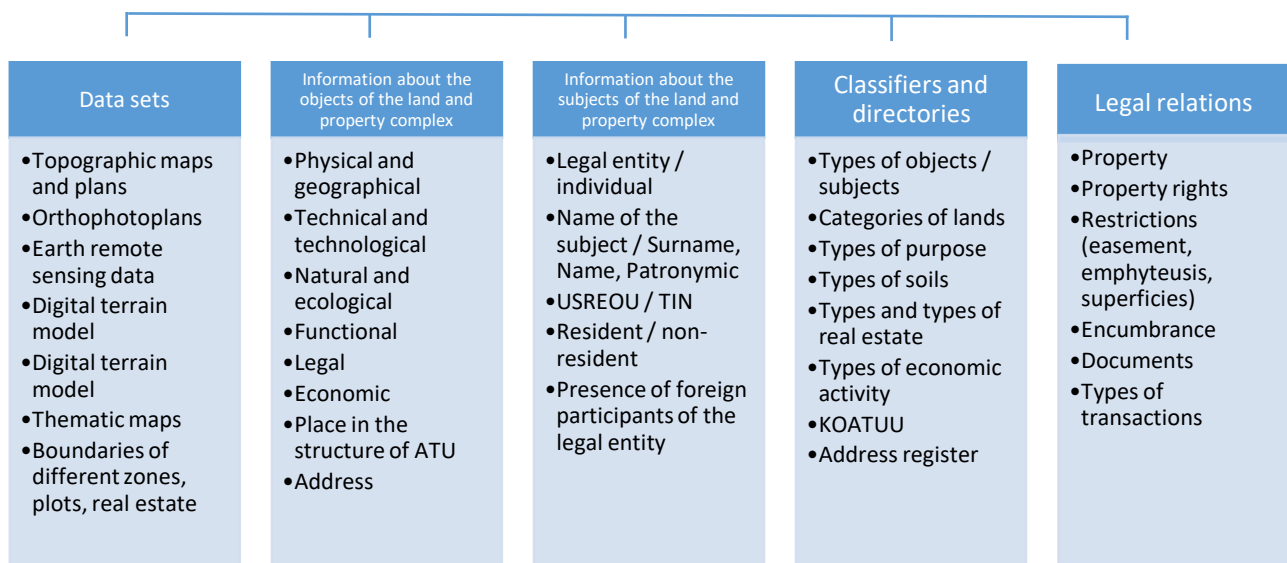 Data sets
•Topographic maps
and plans
•Orthophotoplans
•Earth remote
sensing data
•Digital terrain
model
•Digital terrain
model
•Thematic maps
•Boundaries of
different zones,
plots, real estate
Information about the
objects of the land and
property complex
•Physical and
geographical
•Technical and
technological
•Natural and
ecological
•Functional
•Legal
•Economic
•Place in the
structure of ATU
•Address
Information about the
subjects of the land and
property complex
•Legal entity /
individual
•Name of the
subject / Surname,
Name, Patronymic
•USREOU / TIN
•Resident / non-
resident
•Presence of foreign
participants of the
legal entity
Classifiers and
directories
•Types of objects /
subjects
•Categories of lands
•Types of purpose
•Types of soils
•Types and types of
real estate
•Types of economic
activity
•KOATUU
•Address register
Legal relations
•Property
•Property rights
•Restrictions
(easement,
emphyteusis,
superficies)
•Encumbrance
•Documents
•Types of
transactions